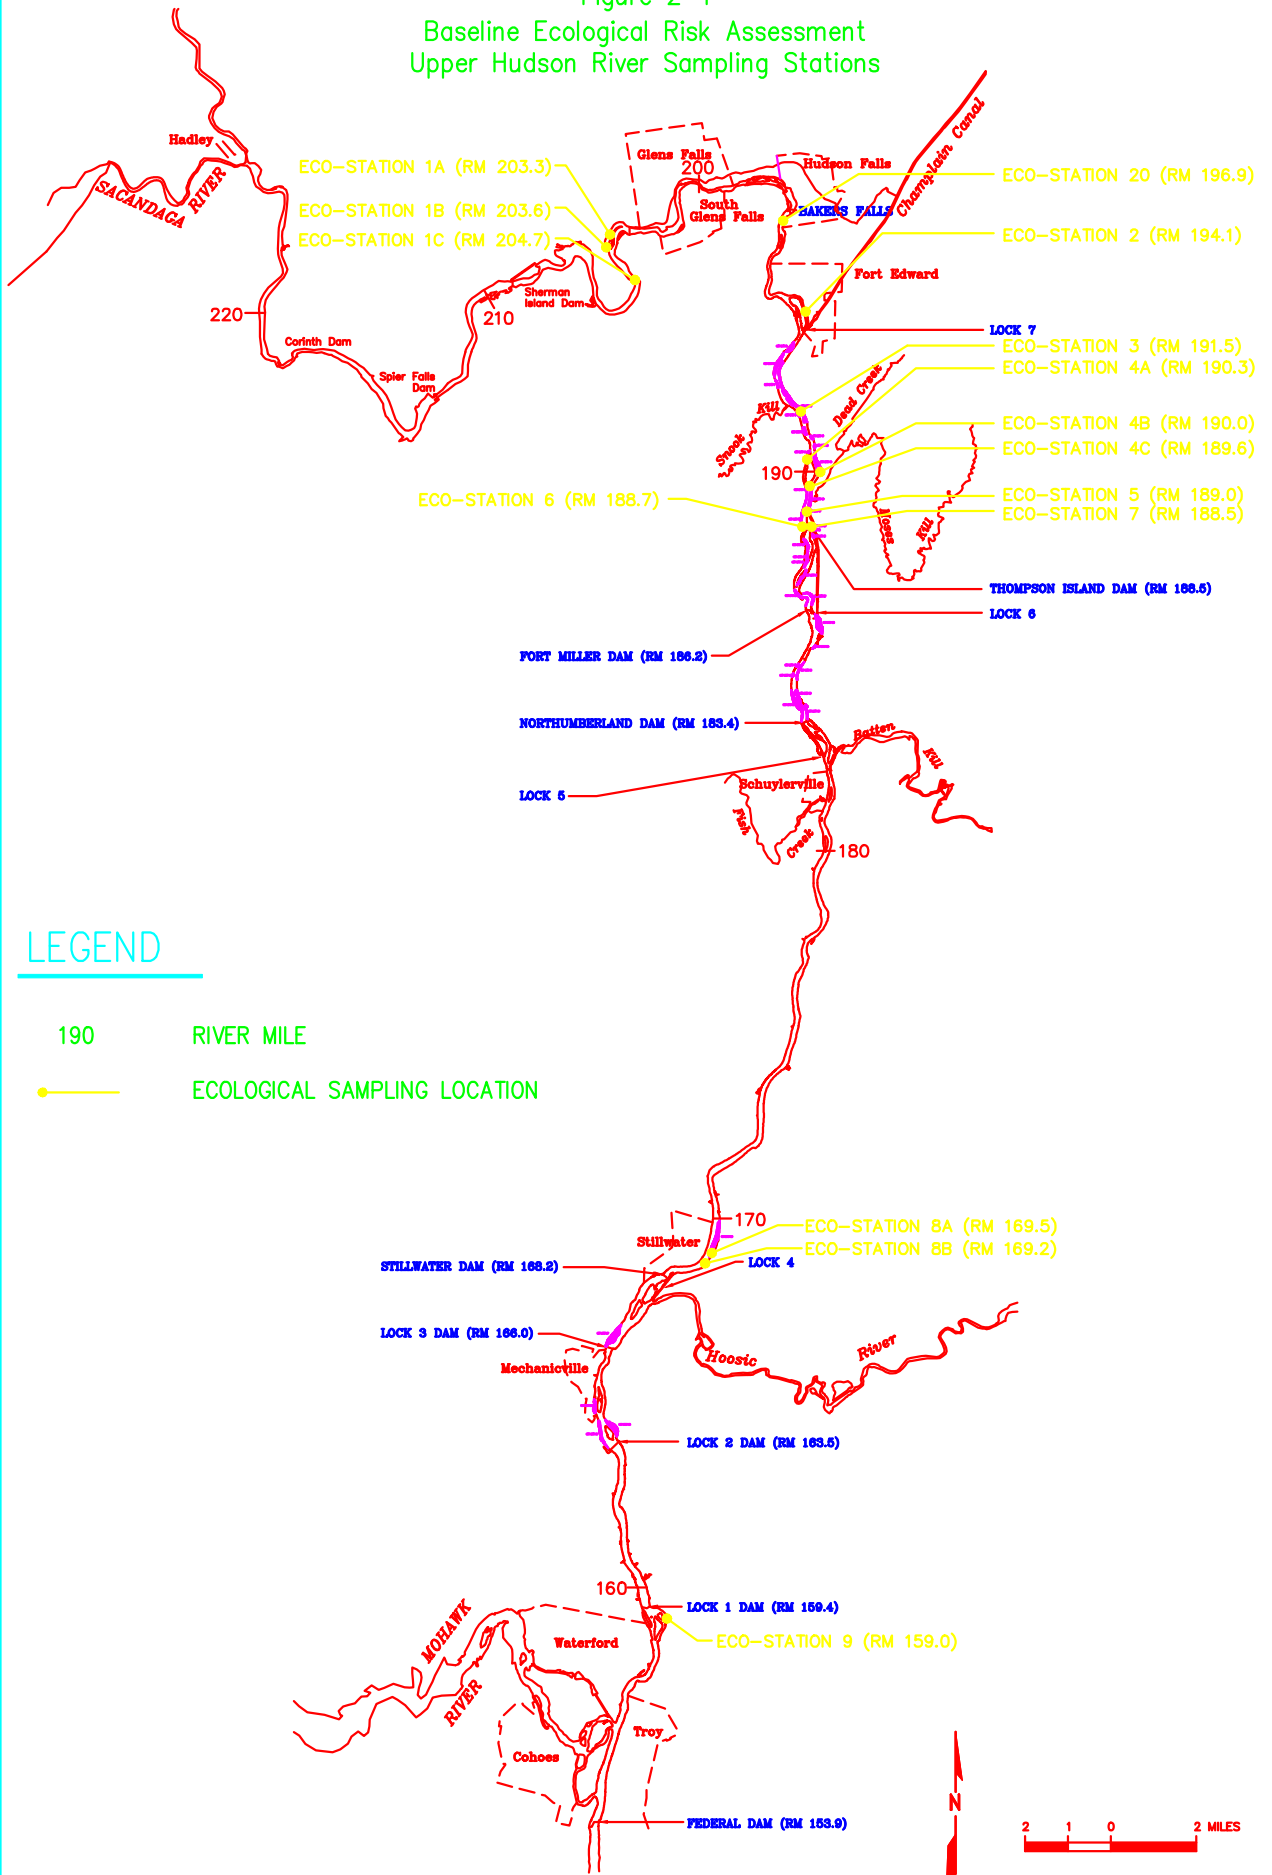 Figure 2-1
Baseline Ecological Risk Assessment
Upper Hudson River Sampling Stations
Hadley
SACANDAGA
RIVER
ECO-STATION 1A (RM 203.3)
ECO-STATION 1B (RM 203.6)
ECO-STATION 1C (RM 204.7)
Glens Falls
200
South
Glens Falls
Hudson Falls
BAKERS FALLS
Champlain Canal
ECO-STATION 20 (RM 196.9)
ECO-STATION 2 (RM 194.1)
Fort Edward
Sherman
Island Dam
220
210
Corinth Dam
Spier Falls
Dam
LOCK 7
ECO-STATION 3 (RM 191.5)
ECO-STATION 4A (RM 190.3)
Snook
Kill
Dead Creek
ECO-STATION 4B (RM 190.0)
ECO-STATION 4C (RM 189.6)
190
ECO-STATION 6 (RM 188.7)
ECO-STATION 5 (RM 189.0)
ECO-STATION 7 (RM 188.5)
Moses
Kill
THOMPSON ISLAND DAM (RM 188.5)
LOCK 6
FORT MILLER DAM (RM 186.2)
NORTHUMBERLAND DAM (RM 183.4)
Batten
Kill
LOCK 5
Schuylerville
Fish
Creek
180
LEGEND
190 RIVER MILE
ECOLOGICAL SAMPLING LOCATION
170
ECO-STATION 8A (RM 169.5)
Stillwater
ECO-STATION 8B (RM 169.2)
STILLWATER DAM (RM 168.2)
LOCK 4
LOCK 3 DAM (RM 166.0)
Mechanicville
Hoosic
River
LOCK 2 DAM (RM 163.5)
160
LOCK 1 DAM (RM 159.4)
MOHAWK
RIVER
Waterford
ECO-STATION 9 (RM 159.0)
Troy
Cohoes
N
FEDERAL DAM (RM 153.9)
2 1 0 2 MILES